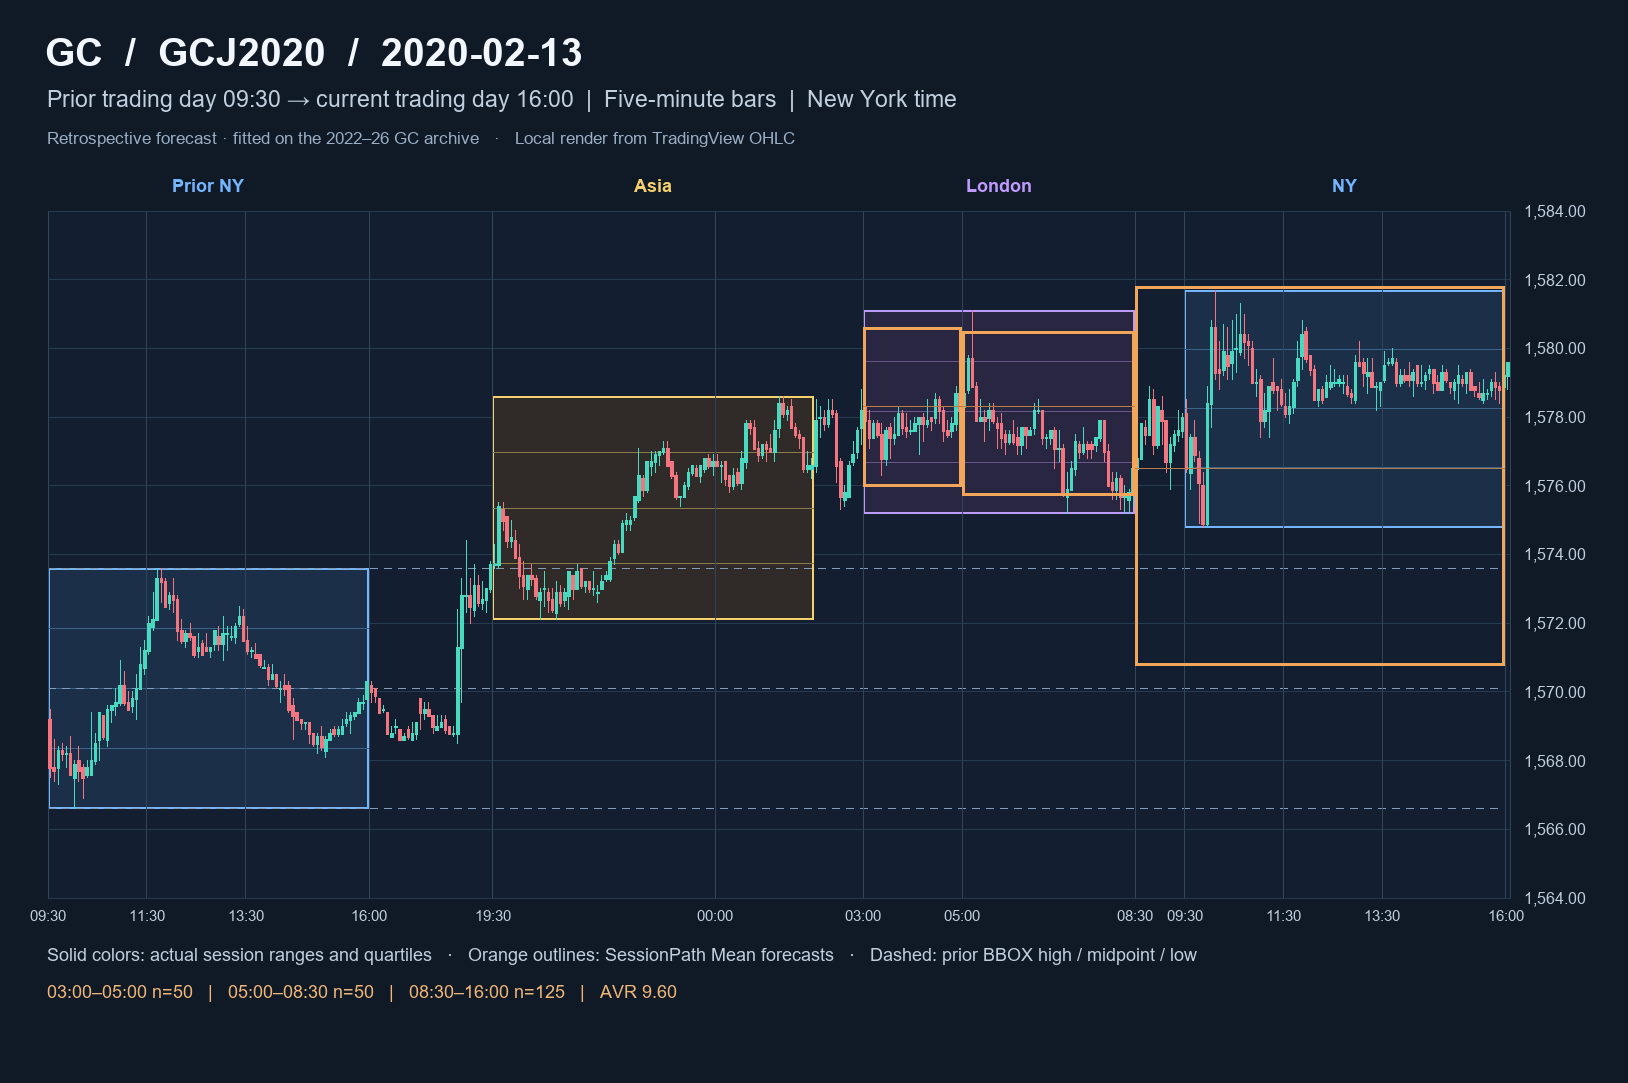 GC / GCJ2020 / 2020-02-13
Prior trading day 09:30 → current trading day 16:00 | Five-minute bars | New York time
Retrospective forecast · fitted on the 2022–26 GC archive · Local render from TradingView OHLC
Prior NY Asia London NY
1,584.00
1,582.00
1,580.00
1,578.00
1,576.00
1,574.00
1,572.00
1,570.00
1,568.00
1,566.00
1,564.00
09:30 11:30 13:30 16:00 19:30 00:00 03:00 05:00 08:30 09:30 11:30 13:30 16:00
Solid colors: actual session ranges and quartiles · Orange outlines: SessionPath Mean forecasts · Dashed: prior BBOX high / midpoint / low
03:00–05:00 n=50 | 05:00–08:30 n=50 | 08:30–16:00 n=125 | AVR 9.60